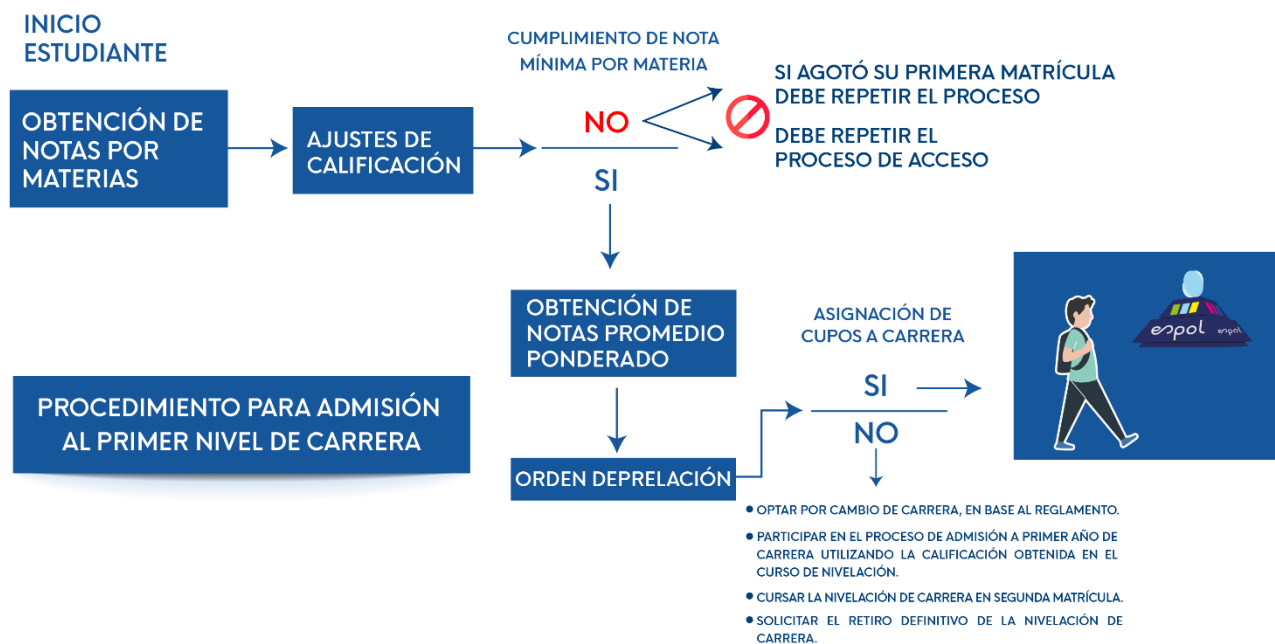 INICIO
ESTUDIANTE
OBTENCIÓN DE
NOTAS POR
MATERIAS
AJUSTES DE
CALIFICACIÓN
CUMPLIMIENTO DE NOTA
MÍNIMA POR MATERIA
NO
SI
SI AGOTÓ SU PRIMERA MATRÍCULA
DEBE REPETIR EL PROCESO
DEBE REPETIR EL
PROCESO DE ACCESO
OBTENCIÓN DE
NOTAS PROMEDIO
PONDERADO
PROCEDIMIENTO PARA ADMISIÓN
AL PRIMER NIVEL DE CARRERA
ORDEN DEPRELACIÓN
ASIGNACIÓN DE
CUPOS A CARRERA
SI
NO
espol
espol
● OPTAR POR CAMBIO DE CARRERA, EN BASE AL REGLAMENTO.
● PARTICIPAR EN EL PROCESO DE ADMISIÓN A PRIMER AÑO DE
CARRERA UTILIZANDO LA CALIFICACIÓN OBTENIDA EN EL
CURSO DE NIVELACIÓN.
● CURSAR LA NIVELACIÓN DE CARRERA EN SEGUNDA MATRÍCULA.
● SOLICITAR EL RETIRO DEFINITIVO DE LA NIVELACIÓN DE
CARRERA.